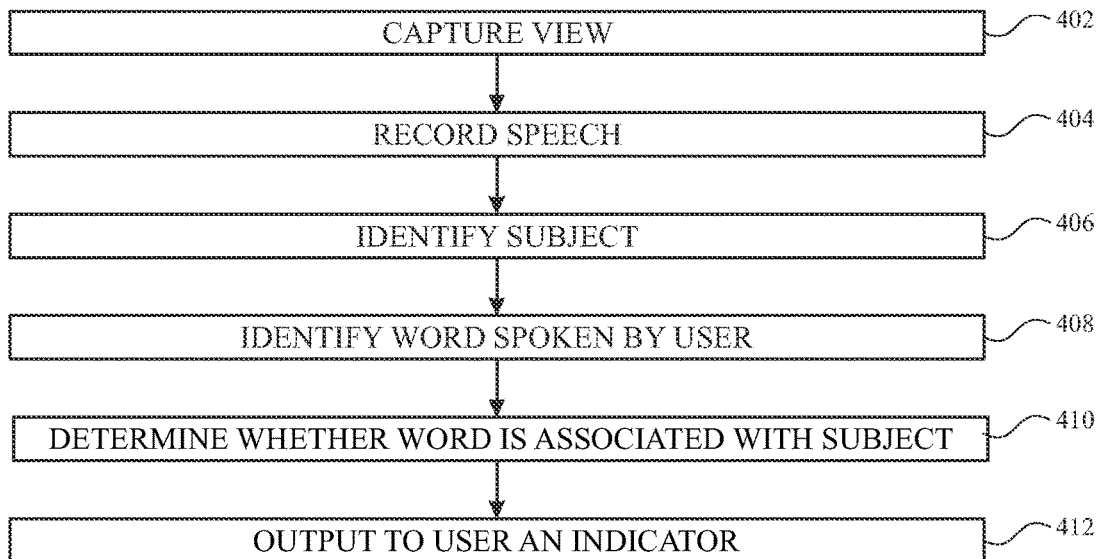 CAPTURE VIEW 402
RECORD SPEECH 404
IDENTIFY SUBJECT 406
IDENTIFY WORD SPOKEN BY USER 408
DETERMINE WHETHER WORD IS ASSOCIATED WITH SUBJECT 410
OUTPUT TO USER AN INDICATOR 412